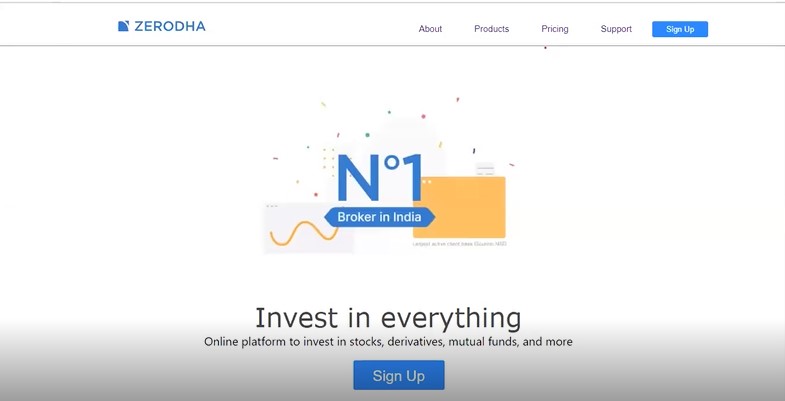 ZERODHA
About Products Pricing Support Sign Up
N°1
Broker in India
Largest active client base (Source: NSE)
Invest in everything
Online platform to invest in stocks, derivatives, mutual funds, and more
Sign Up